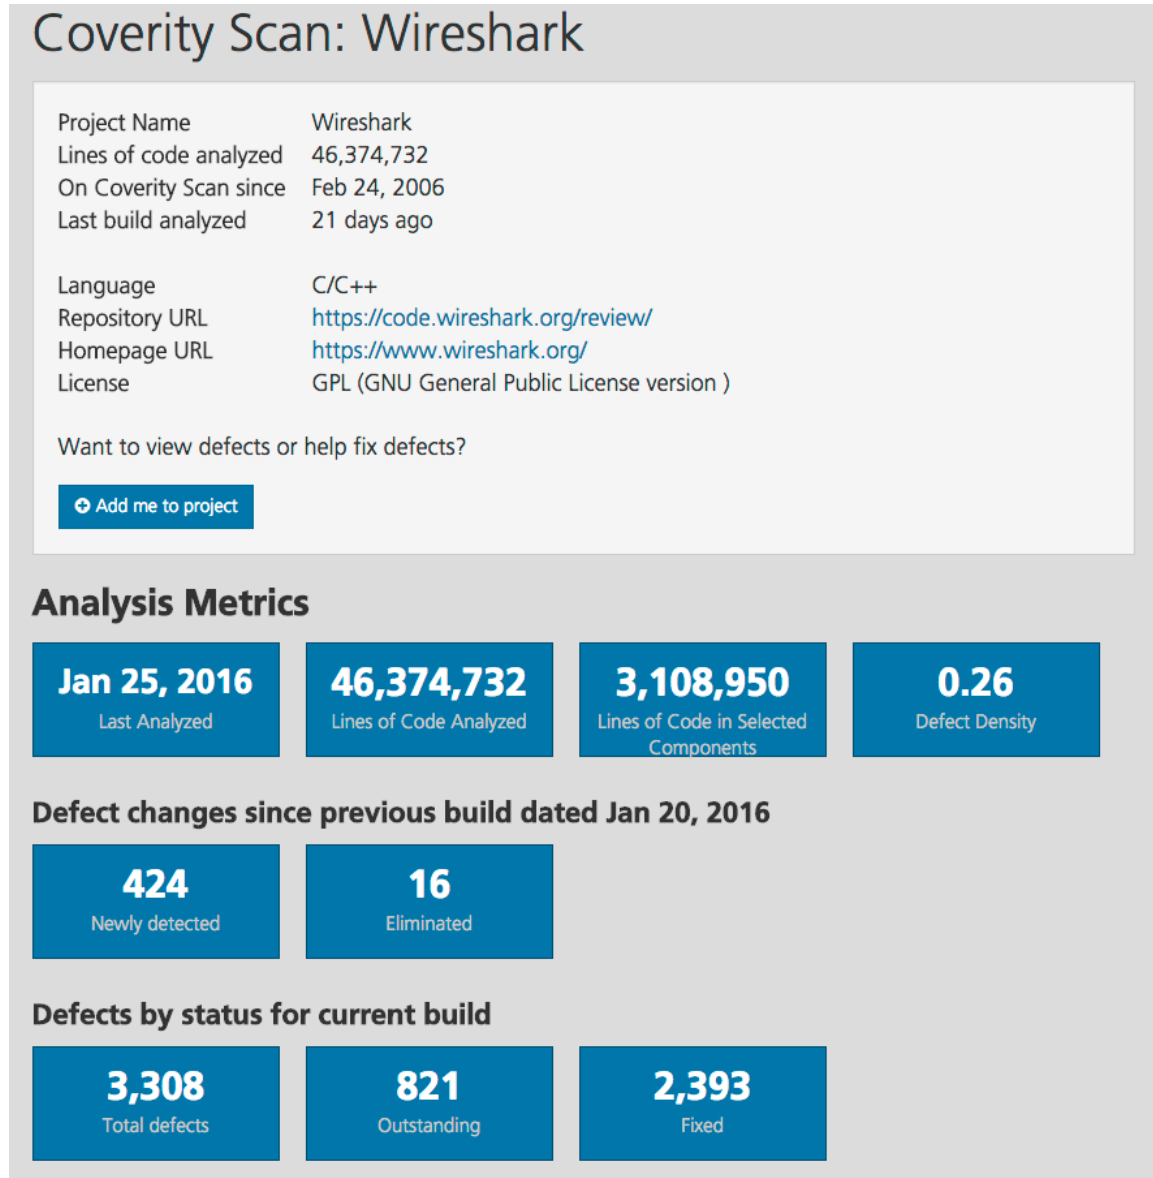 Coverity Scan: Wireshark
Project Name Wireshark
Lines of code analyzed 46,374,732
On Coverity Scan since Feb 24, 2006
Last build analyzed 21 days ago
Language C/C++
Repository URL https://code.wireshark.org/review/
Homepage URL https://www.wireshark.org/
License GPL (GNU General Public License version )
Want to view defects or help fix defects?
Add me to project
Analysis Metrics
Jan 25, 2016
Last Analyzed
46,374,732
Lines of Code Analyzed
3,108,950
Lines of Code in Selected
Components
0.26
Defect Density
Defect changes since previous build dated Jan 20, 2016
424
Newly detected
16
Eliminated
Defects by status for current build
3,308
Total defects
821
Outstanding
2,393
Fixed